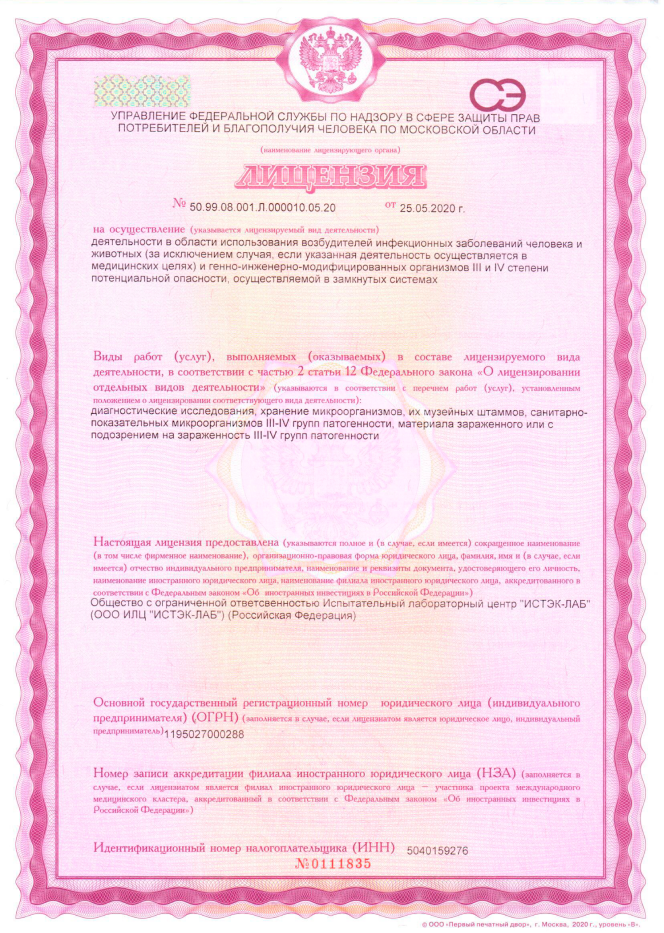 СЭ
УПРАВЛЕНИЕ ФЕДЕРАЛЬНОЙ СЛУЖБЫ ПО НАДЗОРУ В СФЕРЕ ЗАЩИТЫ ПРАВ
ПОТРЕБИТЕЛЕЙ И БЛАГОПОЛУЧИЯ ЧЕЛОВЕКА ПО МОСКОВСКОЙ ОБЛАСТИ
(наименование лицензирующего органа)
ЛИЦЕНЗИЯ
№ 50.99.08.001.Л.000010.05.20 от 25.05.2020 г.
на осуществление (указывается лицензируемый вид деятельности)
деятельности в области использования возбудителей инфекционных заболеваний человека и
животных (за исключением случая, если указанная деятельность осуществляется в
медицинских целях) и генно-инженерно-модифицированных организмов III и IV степени
потенциальной опасности, осуществляемой в замкнутых системах
Виды работ (услуг), выполняемых (оказываемых) в составе лицензируемого вида
деятельности, в соответствии с частью 2 статьи 12 Федерального закона «О лицензировании
отдельных видов деятельности» (указываются в соответствии с перечнем работ (услуг), установленным
положением о лицензировании соответствующего вида деятельности):
диагностические исследования, хранение микроорганизмов, их музейных штаммов, санитарно-
показательных микроорганизмов III-IV групп патогенности, материала зараженного или с
подозрением на зараженность III-IV групп патогенности
Настоящая лицензия предоставлена (указываются полное и (в случае, если имеется) сокращенное наименование
(в том числе фирменное наименование), организационно-правовая форма юридического лица, фамилия, имя и (в случае, если
имеется) отчество индивидуального предпринимателя, наименование и реквизиты документа, удостоверяющего его личность,
наименование иностранного юридического лица, наименование филиала иностранного юридического лица, аккредитованного в
соответствии с Федеральным законом «Об иностранных инвестициях в Российской Федерации»)
Общество с ограниченной ответсвенностью Испытательный лабораторный центр "ИСТЭК-ЛАБ"
(ООО ИЛЦ "ИСТЭК-ЛАБ") (Российская Федерация)
Основной государственный регистрационный номер юридического лица (индивидуального
предпринимателя) (ОГРН) (заполняется в случае, если лицензиатом является юридическое лицо, индивидуальный
предприниматель) 1195027000288
Номер записи аккредитации филиала иностранного юридического лица (НЗА) (заполняется в
случае, если лицензиатом является филиал иностранного юридического лица – участника проекта международного
медицинского кластера, аккредитованный в соответствии с Федеральным законом «Об иностранных инвестициях в
Российской Федерации»)
Идентификационный номер налогоплательщика (ИНН) 5040159276
№0111835
© ООО «Первый печатный двор», г. Москва, 2020 г., уровень «В».